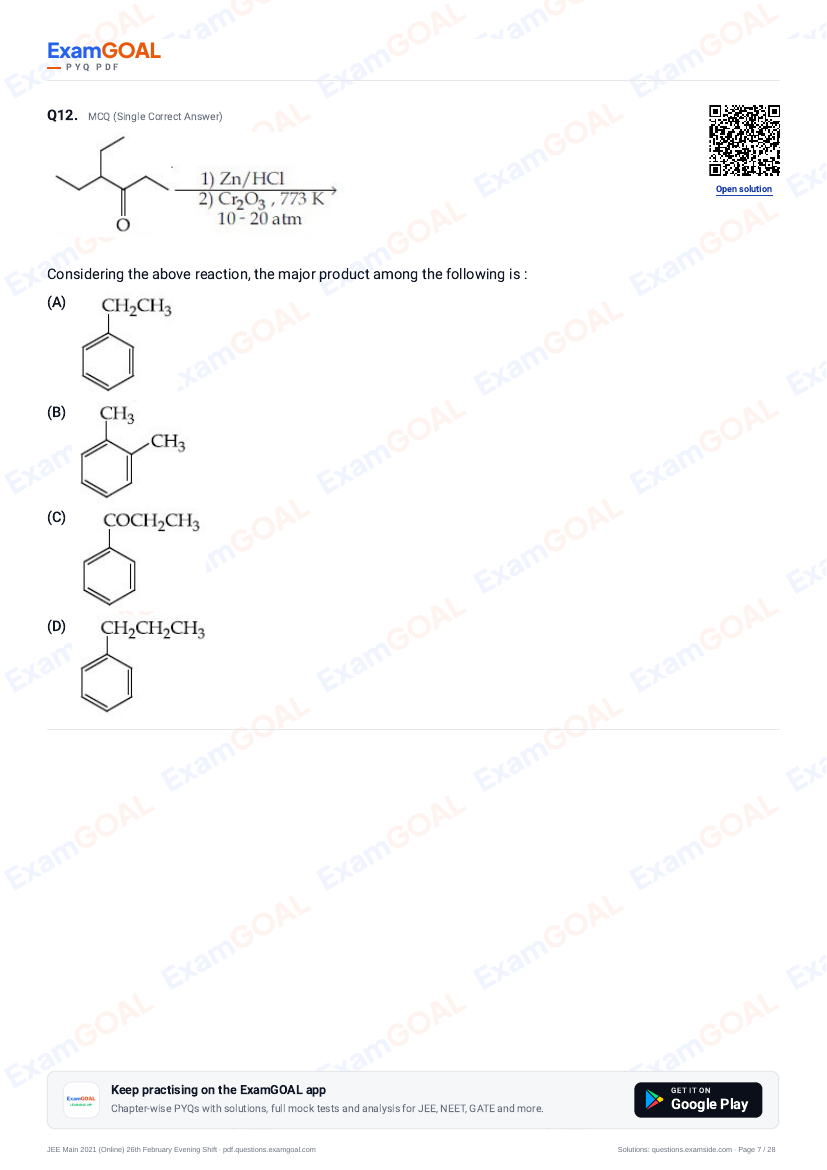 ExamGOAL
PYQ PDF
Q12. MCQ (Single Correct Answer)
Open solution
1) Zn/HCl
2) Cr₂O₃ , 773 K
10 - 20 atm
O
Considering the above reaction, the major product among the following is :
(A) CH₂CH₃
(B) CH₃
CH₃
(C) COCH₂CH₃
(D) CH₂CH₂CH₃
ExamGOAL
Keep practising on the ExamGOAL app
Chapter-wise PYQs with solutions, full mock tests and analysis for JEE, NEET, GATE and more.
GET IT ON
Google Play
JEE Main 2021 (Online) 26th February Evening Shift · pdf.questions.examgoal.com
Solutions: questions.examside.com · Page 7 / 28